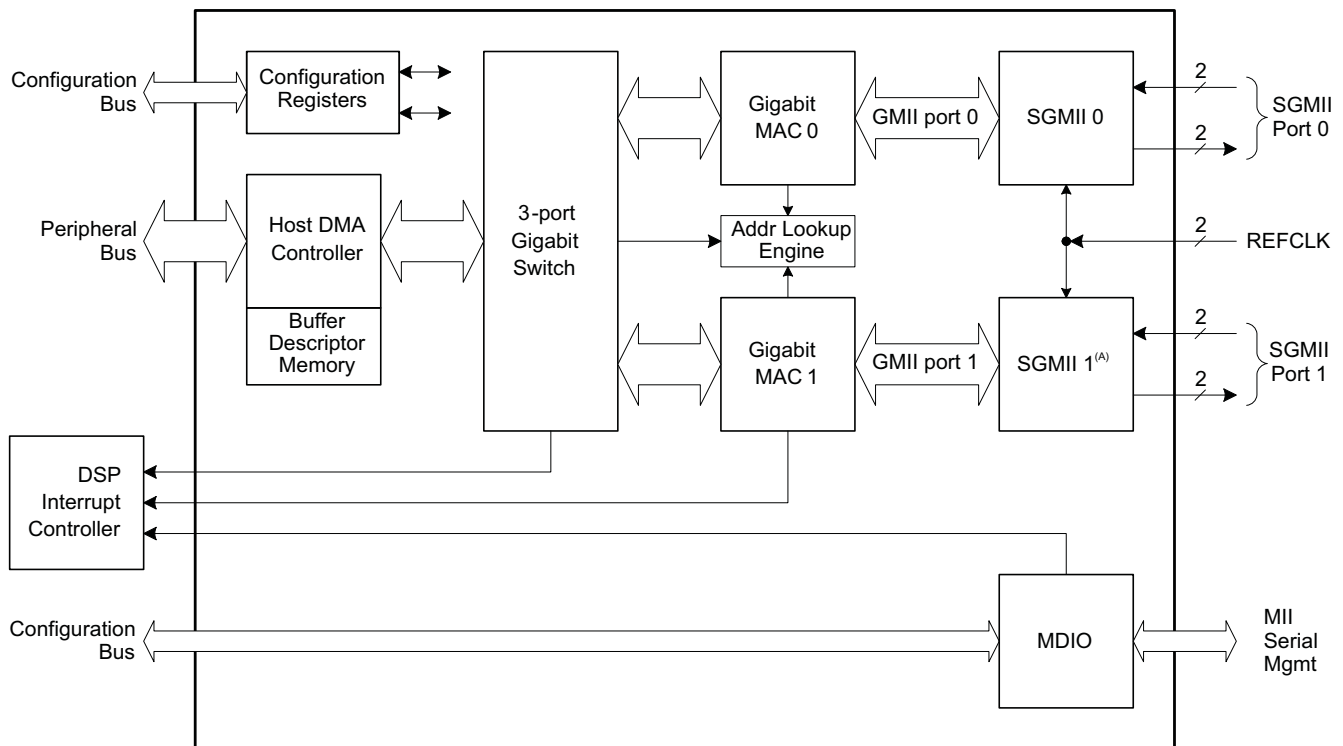 Configuration
Bus
Configuration
Registers
Peripheral
Bus
Host DMA
Controller
Buffer
Descriptor
Memory
3-port
Gigabit
Switch
Gigabit
MAC 0
GMII port 0
SGMII 0
2
2
SGMII
Port 0
Addr Lookup
Engine
2
REFCLK
Gigabit
MAC 1
GMII port 1
SGMII 1(A)
2
2
SGMII
Port 1
DSP
Interrupt
Controller
Configuration
Bus
MDIO
MII
Serial
Mgmt